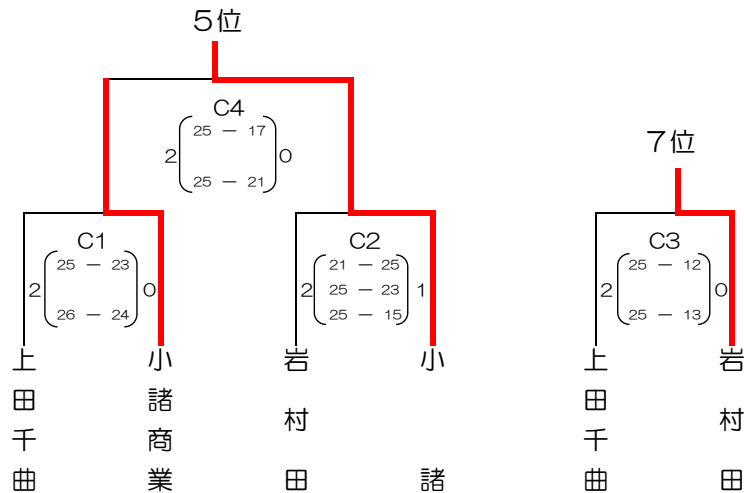 5位
C4
25 － 17
2 0
25 － 21
7位
C1
25 － 23
2 0
26 － 24
C2
21 － 25
2 25 － 23 1
25 － 15
C3
25 － 12
2 0
25 － 13
上田千曲
小諸商業
岩村田
小諸
上田千曲
岩村田